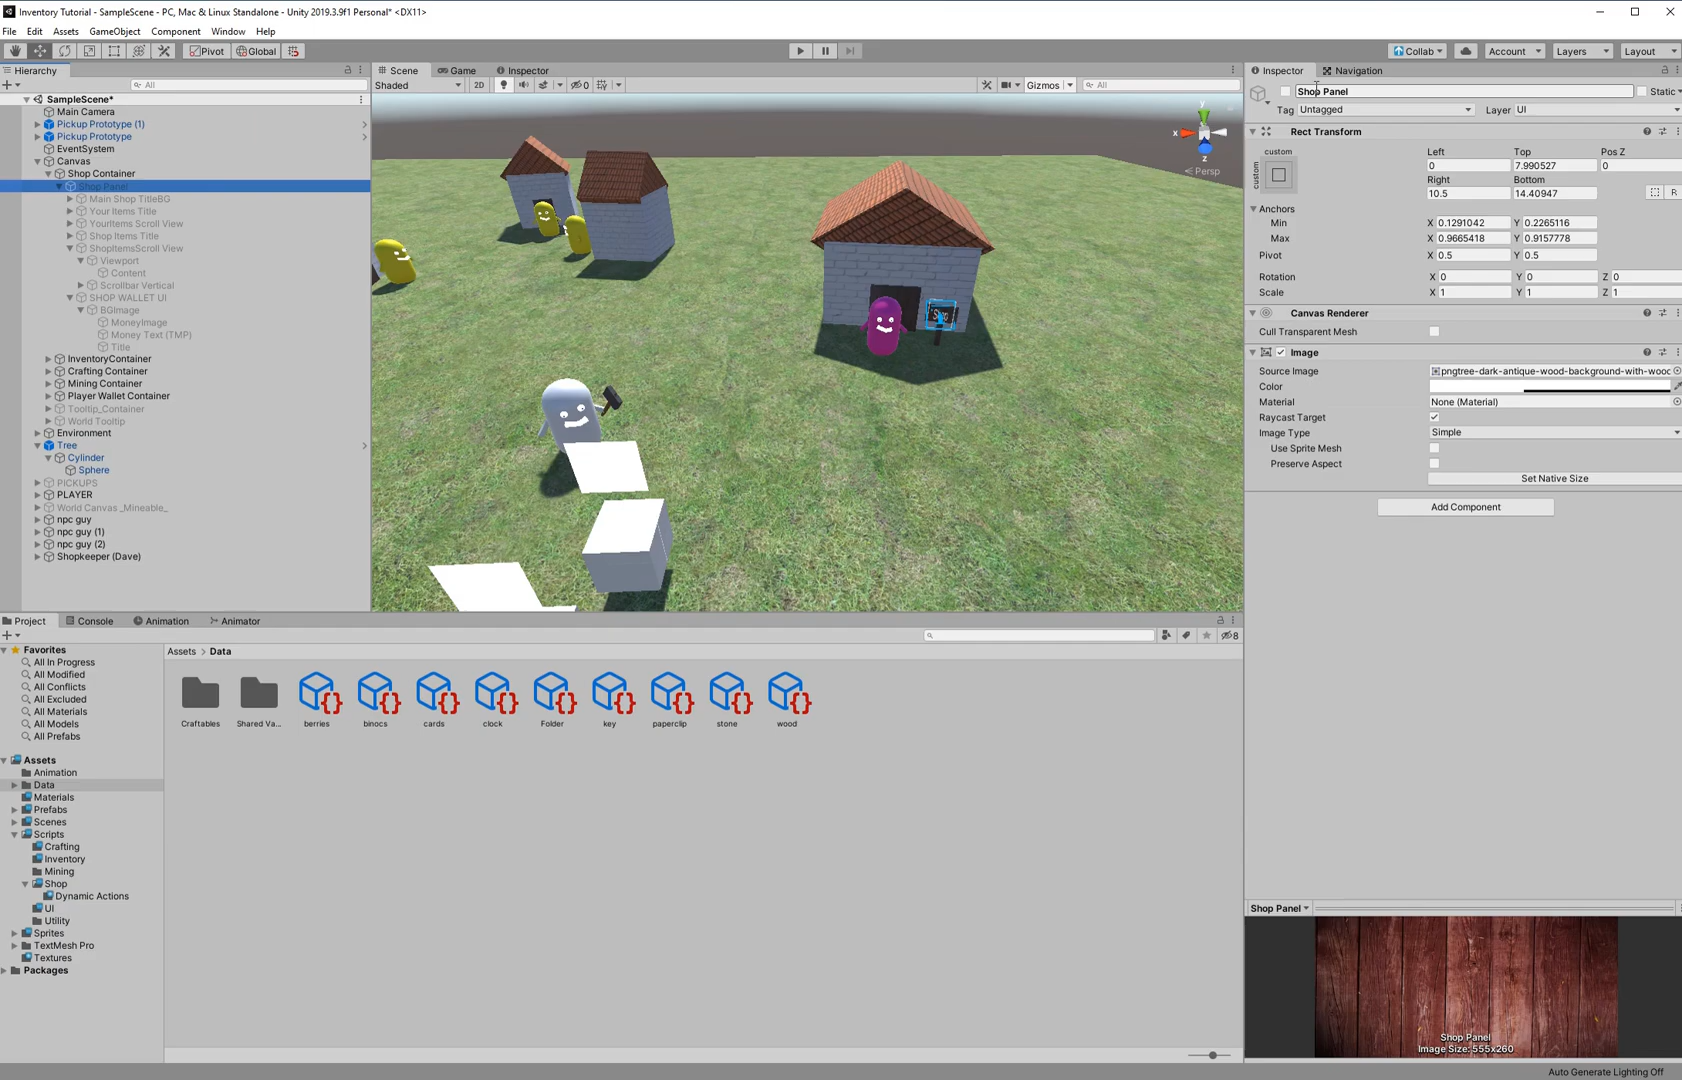 Inventory Tutorial - SampleScene - PC, Mac & Linux Standalone - Unity 2019.3.9f1 Personal* <DX11>
File Edit Assets GameObject Component Window Help
Pivot Global Collab Account Layers Layout
Hierarchy
All
SampleScene*
Main Camera
Pickup Prototype (1)
Pickup Prototype
EventSystem
Canvas
Shop Container
Shop Panel
Main Shop TitleBG
Your Items Title
YourItems Scroll View
Shop Items Title
ShopItemsScroll View
Viewport
Content
Scrollbar Vertical
SHOP WALLET UI
BGImage
MoneyImage
Money Text (TMP)
Title
InventoryContainer
Crafting Container
Mining Container
Player Wallet Container
Tooltip_Container
World Tooltip
Environment
Tree
Cylinder
Sphere
PICKUPS
PLAYER
World Canvas _Mineable_
npc guy
npc guy (1)
npc guy (2)
Shopkeeper (Dave)
Scene Game Inspector
Shaded 2D 0 Gizmos All
y
x
z
Persp
Shop
Inspector Navigation
Shop Panel Static
Tag Untagged Layer UI
Rect Transform
custom
custom
Left Top Pos Z
0 7.990527 0
Right Bottom
10.5 14.40947 R
Anchors
Min X 0.1291042 Y 0.2265116
Max X 0.9665418 Y 0.9157778
Pivot X 0.5 Y 0.5
Rotation X 0 Y 0 Z 0
Scale X 1 Y 1 Z 1
Canvas Renderer
Cull Transparent Mesh
Image
Source Image pngtree-dark-antique-wood-background-with-wood
Color
Material None (Material)
Raycast Target
Image Type Simple
Use Sprite Mesh
Preserve Aspect
Set Native Size
Add Component
Shop Panel
Shop Panel
Image Size: 555x260
Project Console Animation Animator
8
Favorites
All In Progress
All Modified
All Conflicts
All Excluded
All Materials
All Models
All Prefabs
Assets
Animation
Data
Materials
Prefabs
Scenes
Scripts
Crafting
Inventory
Mining
Shop
Dynamic Actions
UI
Utility
Sprites
TextMesh Pro
Textures
Packages
Assets > Data
Craftables Shared Va... berries binocs cards clock Folder key paperclip stone wood
Auto Generate Lighting Off